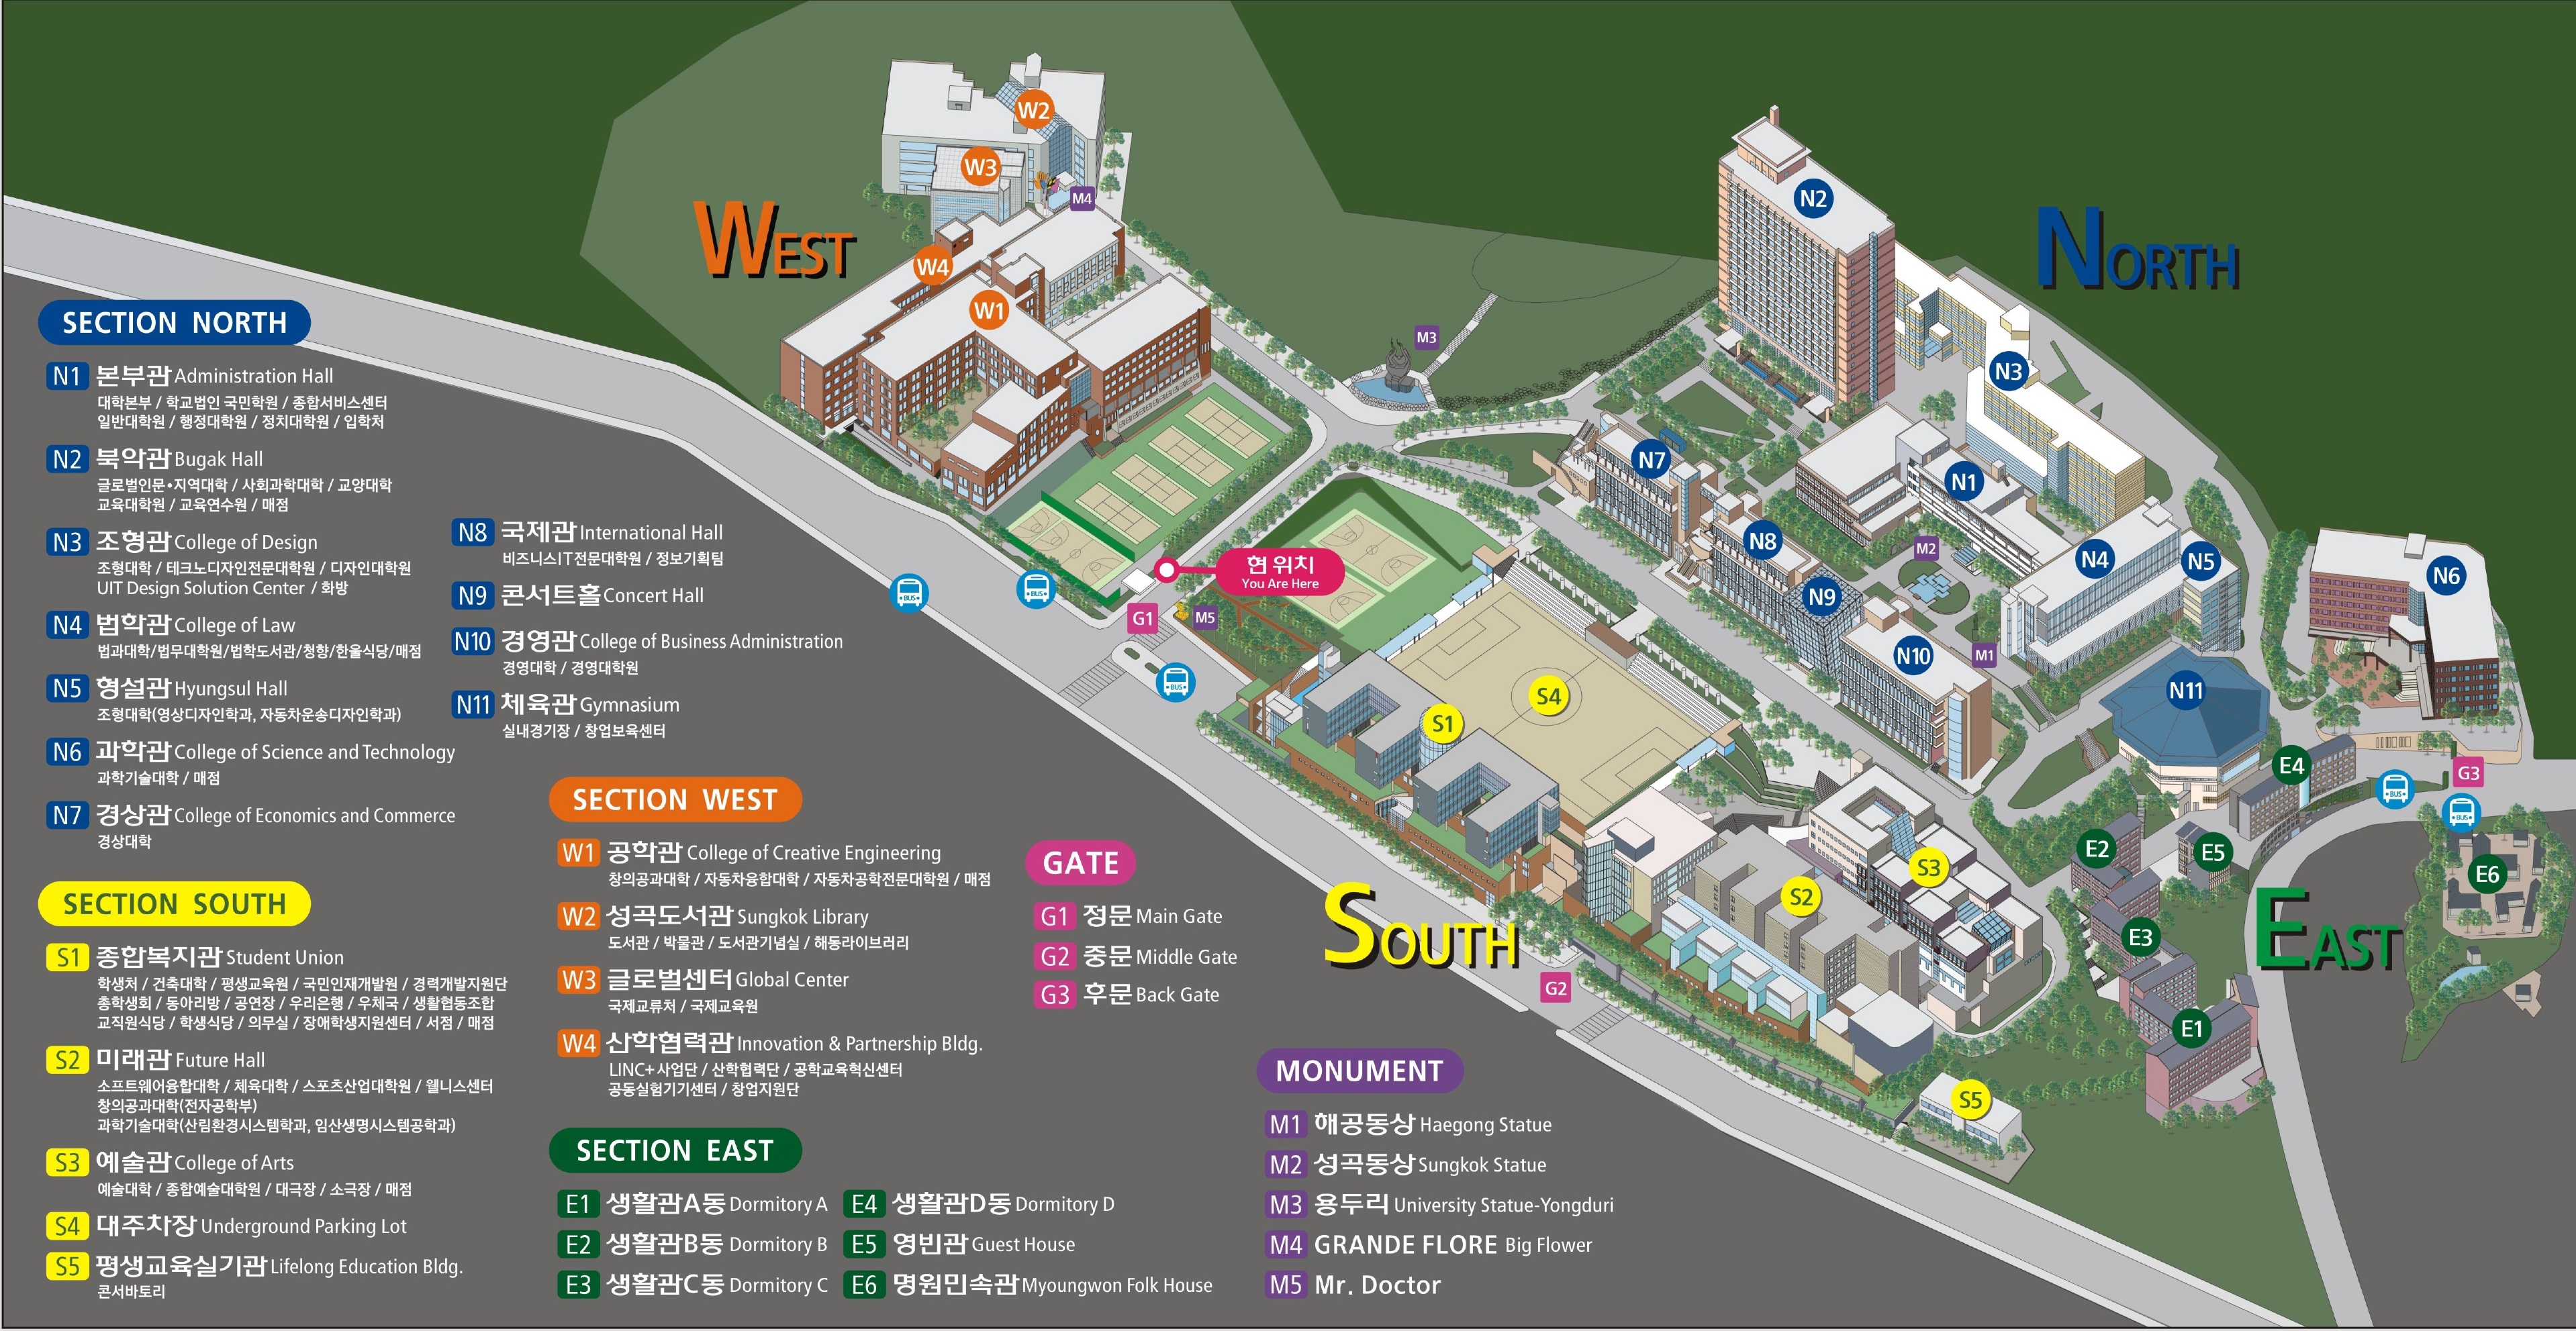 WEST
NORTH
SOUTH
EAST
W2
W3
M4
W4
W1
M3
N2
N3
N7
N1
N8
M2
N4
N5
N6
N9
N10
M1
N11
현위치
You Are Here
G1
M5
BUS
BUS
BUS
S4
S1
E4
G3
BUS
BUS
E2
E5
E6
S3
S2
E3
G2
E1
S5
SECTION NORTH
N1 본부관 Administration Hall
대학본부 / 학교법인 국민학원 / 종합서비스센터
일반대학원 / 행정대학원 / 정치대학원 / 입학처
N2 북악관 Bugak Hall
글로벌인문•지역대학 / 사회과학대학 / 교양대학
교육대학원 / 교육연수원 / 매점
N3 조형관 College of Design
조형대학 / 테크노디자인전문대학원 / 디자인대학원
UIT Design Solution Center / 화방
N4 법학관 College of Law
법과대학/법무대학원/법학도서관/청향/한울식당/매점
N5 형설관 Hyungsul Hall
조형대학(영상디자인학과, 자동차운송디자인학과)
N6 과학관 College of Science and Technology
과학기술대학 / 매점
N7 경상관 College of Economics and Commerce
경상대학
N8 국제관 International Hall
비즈니스IT전문대학원 / 정보기획팀
N9 콘서트홀 Concert Hall
N10 경영관 College of Business Administration
경영대학 / 경영대학원
N11 체육관 Gymnasium
실내경기장 / 창업보육센터
SECTION SOUTH
S1 종합복지관 Student Union
학생처 / 건축대학 / 평생교육원 / 국민인재개발원 / 경력개발지원단
총학생회 / 동아리방 / 공연장 / 우리은행 / 우체국 / 생활협동조합
교직원식당 / 학생식당 / 의무실 / 장애학생지원센터 / 서점 / 매점
S2 미래관 Future Hall
소프트웨어융합대학 / 체육대학 / 스포츠산업대학원 / 웰니스센터
창의공과대학(전자공학부)
과학기술대학(산림환경시스템학과, 임산생명시스템공학과)
S3 예술관 College of Arts
예술대학 / 종합예술대학원 / 대극장 / 소극장 / 매점
S4 대주차장 Underground Parking Lot
S5 평생교육실기관 Lifelong Education Bldg.
콘서바토리
SECTION WEST
W1 공학관 College of Creative Engineering
창의공과대학 / 자동차융합대학 / 자동차공학전문대학원 / 매점
W2 성곡도서관 Sungkok Library
도서관 / 박물관 / 도서관기념실 / 해동라이브러리
W3 글로벌센터 Global Center
국제교류처 / 국제교육원
W4 산학협력관 Innovation & Partnership Bldg.
LINC+사업단 / 산학협력단 / 공학교육혁신센터
공동실험기기센터 / 창업지원단
SECTION EAST
E1 생활관A동 Dormitory A
E2 생활관B동 Dormitory B
E3 생활관C동 Dormitory C
E4 생활관D동 Dormitory D
E5 영빈관 Guest House
E6 명원민속관 Myoungwon Folk House
GATE
G1 정문 Main Gate
G2 중문 Middle Gate
G3 후문 Back Gate
MONUMENT
M1 해공동상 Haegong Statue
M2 성곡동상 Sungkok Statue
M3 용두리 University Statue-Yongduri
M4 GRANDE FLORE Big Flower
M5 Mr. Doctor